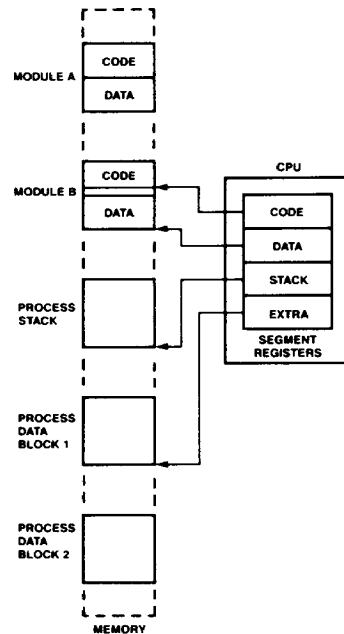 MODULE A
CODE
DATA
MODULE B
CODE
DATA
PROCESS
STACK
PROCESS
DATA
BLOCK 1
PROCESS
DATA
BLOCK 2
MEMORY
CPU
CODE
DATA
STACK
EXTRA
SEGMENT
REGISTERS